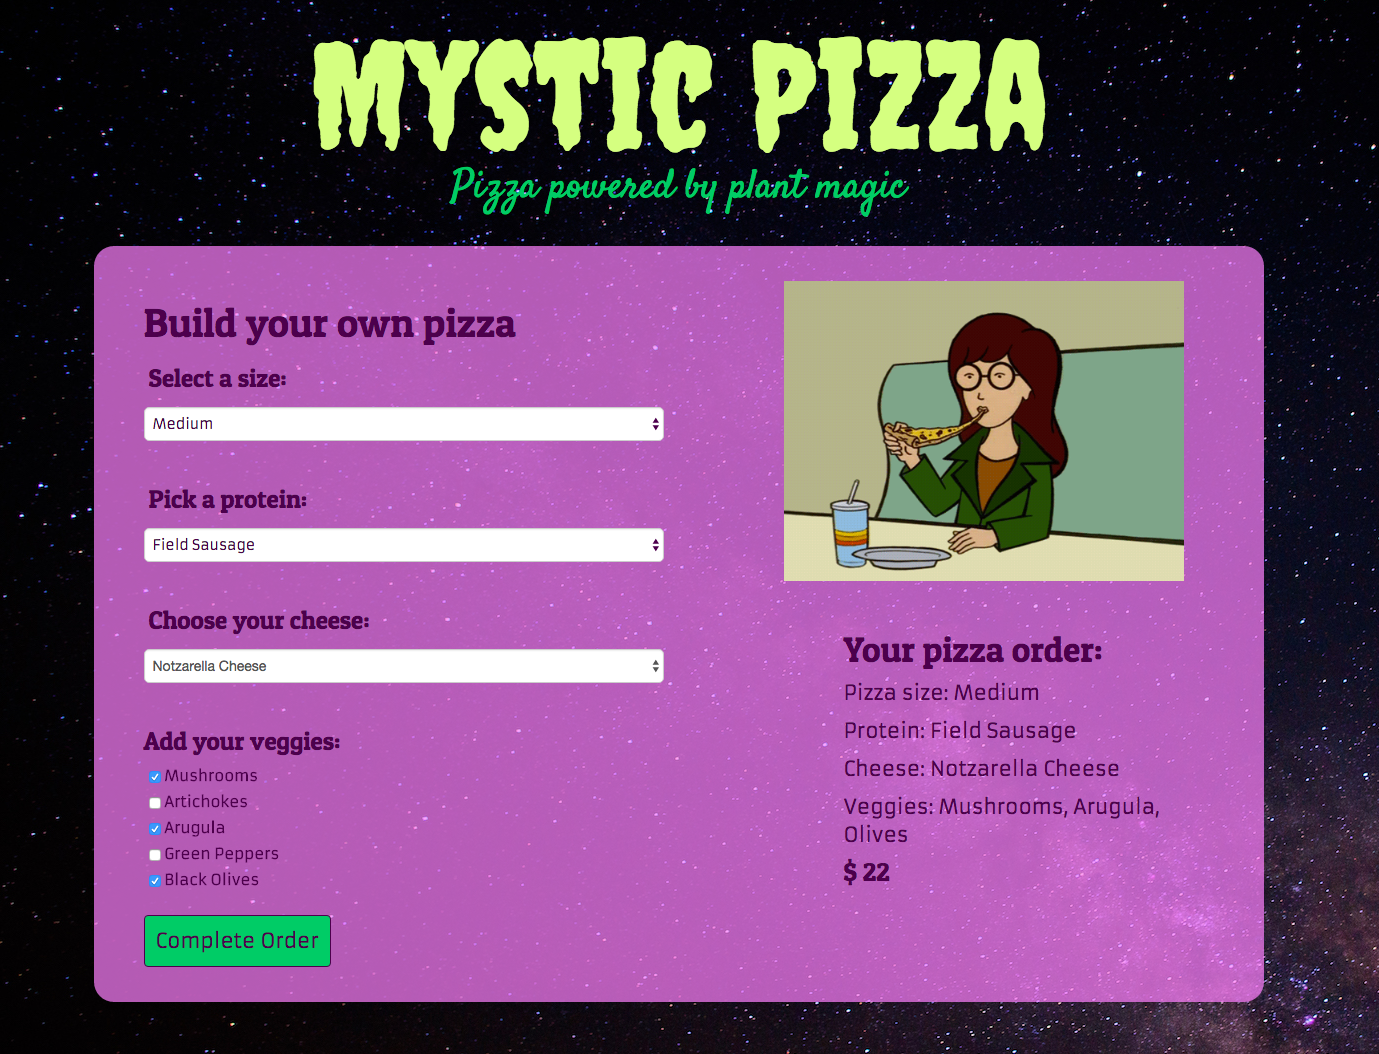 MYSTIC PIZZA
Pizza powered by plant magic
Build your own pizza
Select a size:
Medium
Pick a protein:
Field Sausage
Choose your cheese:
Notzarella Cheese
Add your veggies:
Mushrooms
Artichokes
Arugula
Green Peppers
Black Olives
Complete Order
Your pizza order:
Pizza size: Medium
Protein: Field Sausage
Cheese: Notzarella Cheese
Veggies: Mushrooms, Arugula,
Olives
$ 22